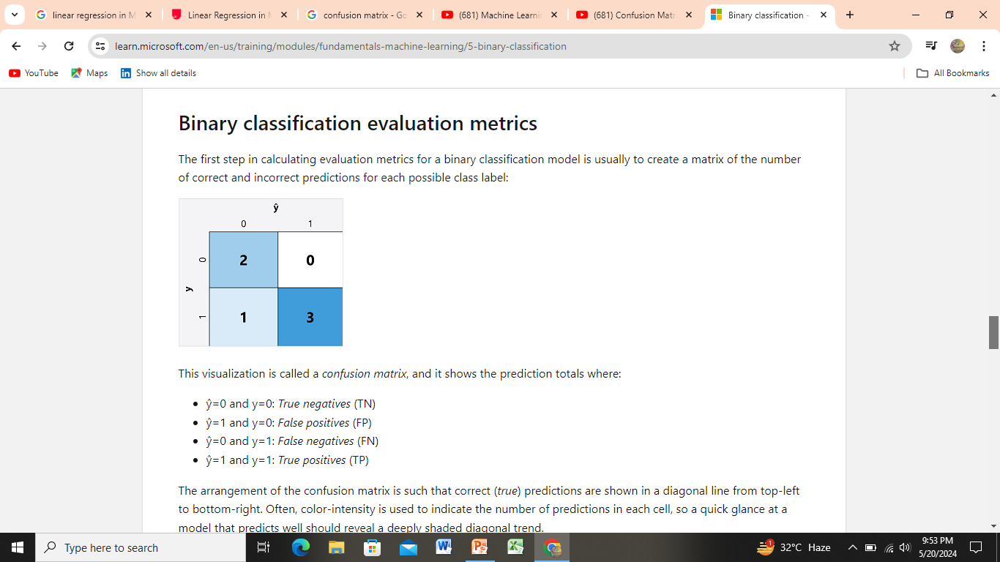 linear regression in M
Linear Regression in M
confusion matrix - Go
(681) Machine Learnin
(681) Confusion Matr
Binary classification -
learn.microsoft.com/en-us/training/modules/fundamentals-machine-learning/5-binary-classification
YouTube
Maps
Show all details
All Bookmarks
Binary classification evaluation metrics
The first step in calculating evaluation metrics for a binary classification model is usually to create a matrix of the number
of correct and incorrect predictions for each possible class label:
ŷ
0 1
0 2 0
y
1 1 3
This visualization is called a confusion matrix, and it shows the prediction totals where:
• ŷ=0 and y=0: True negatives (TN)
• ŷ=1 and y=0: False positives (FP)
• ŷ=0 and y=1: False negatives (FN)
• ŷ=1 and y=1: True positives (TP)
The arrangement of the confusion matrix is such that correct (true) predictions are shown in a diagonal line from top-left
to bottom-right. Often, color-intensity is used to indicate the number of predictions in each cell, so a quick glance at a
model that predicts well should reveal a deeply shaded diagonal trend.
Type here to search
1
32°C Haze
9:53 PM
5/20/2024